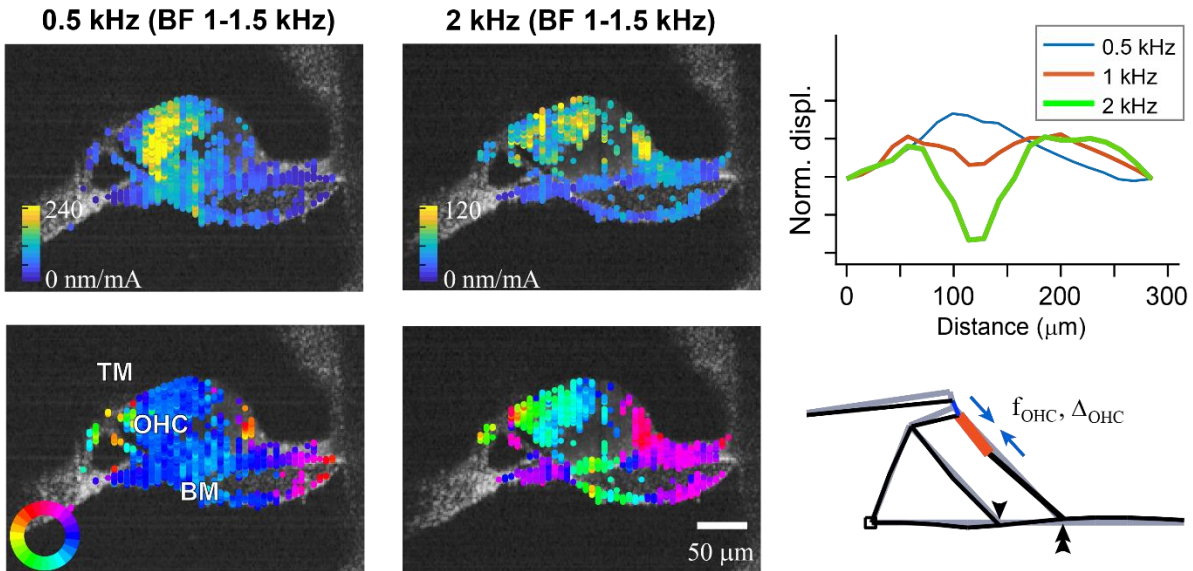 0.5 kHz (BF 1-1.5 kHz)
2 kHz (BF 1-1.5 kHz)
240
0 nm/mA
120
0 nm/mA
0.5 kHz
1 kHz
2 kHz
Norm. displ.
0
100
200
300
Distance (μm)
TM
OHC
BM
50 μm
f_OHC, Δ_OHC